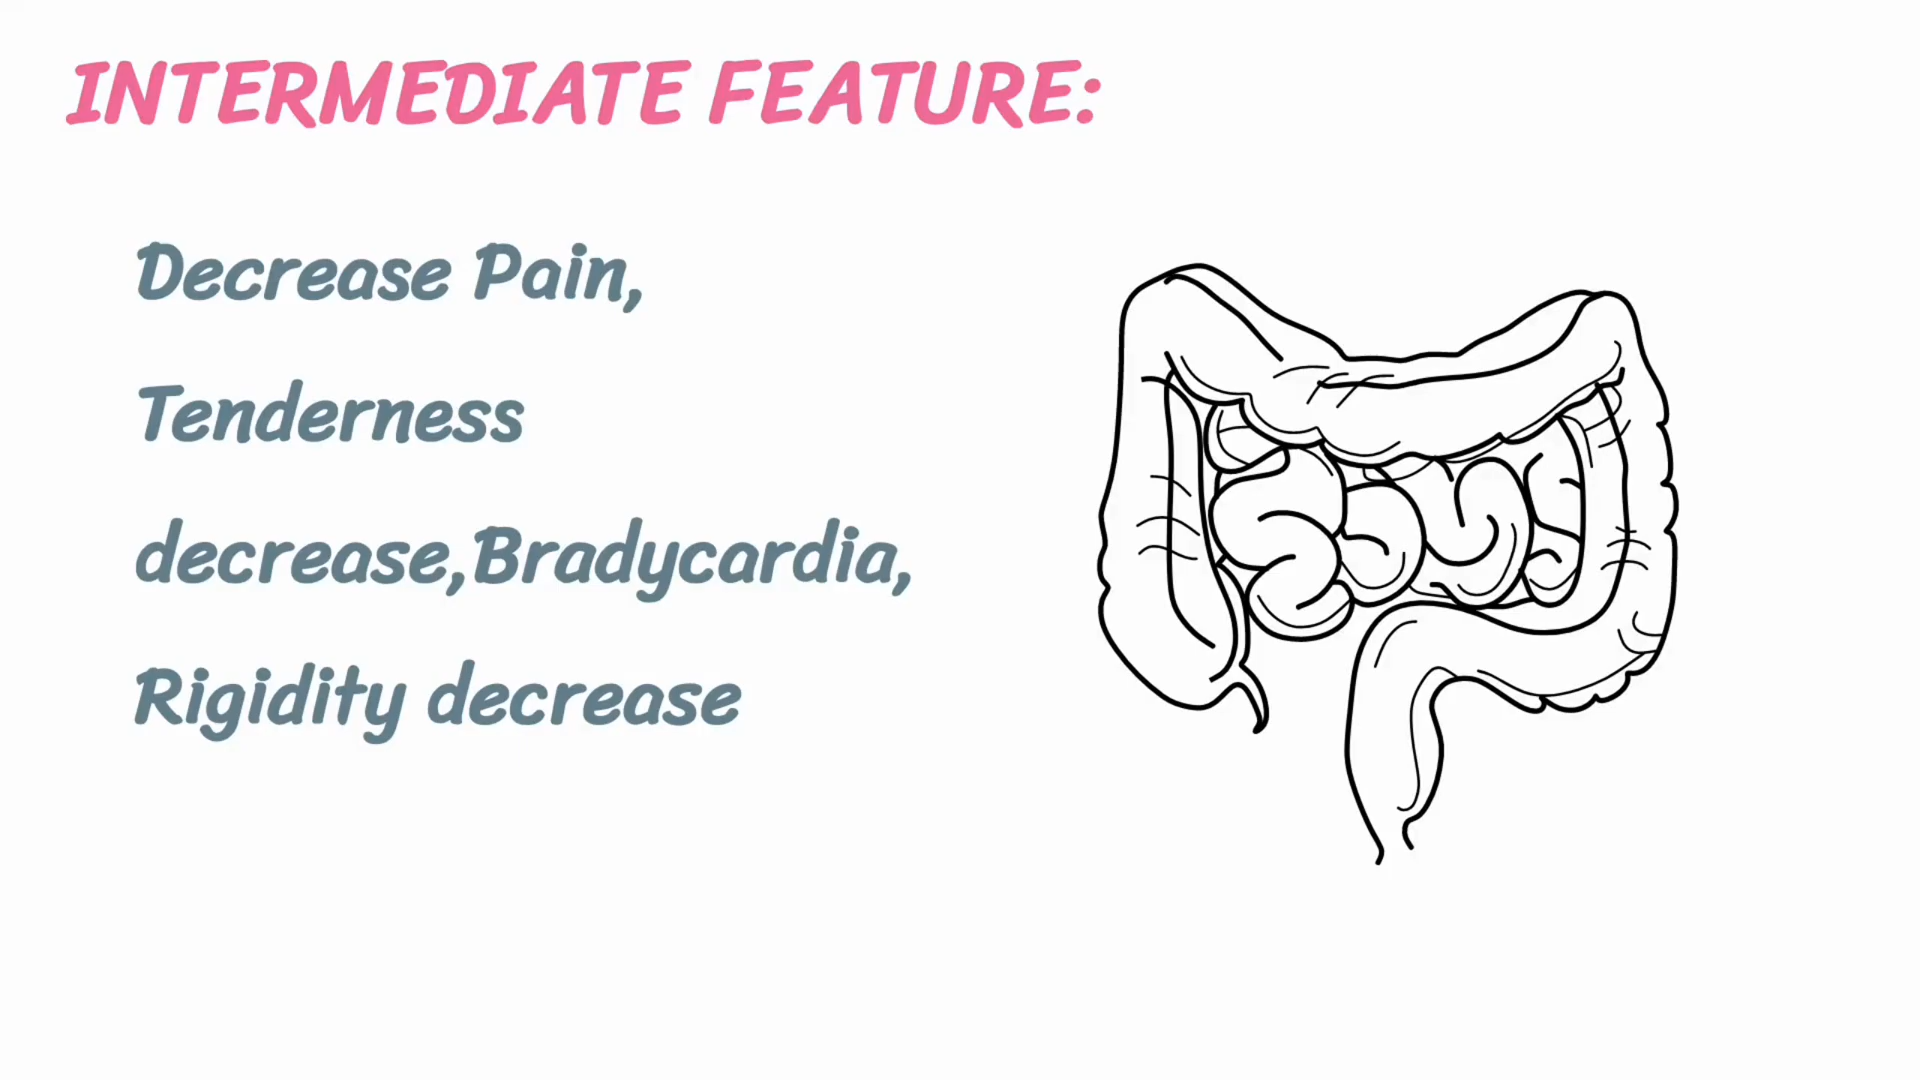 INTERMEDIATE FEATURE:
Decrease Pain,
Tenderness
decrease,Bradycardia,
Rigidity decrease